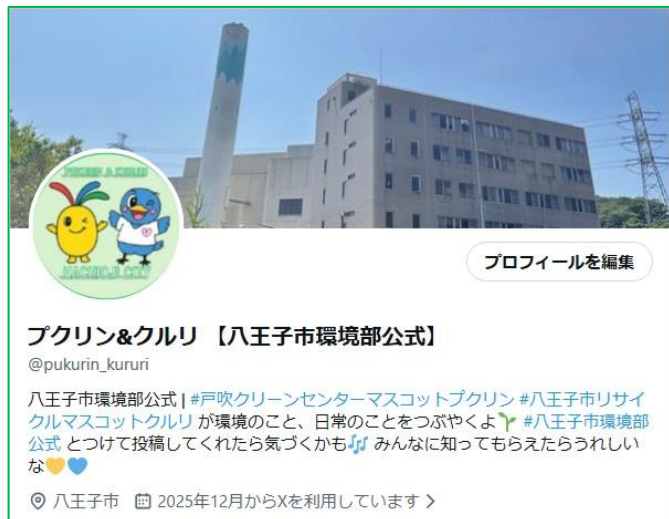 PUKURIN & KURURI
HACHIOJI CITY
プロフィールを編集
プクリン&クルリ 【八王子市環境部公式】
@pukurin_kururi
八王子市環境部公式 | #戸吹クリーンセンターマスコットプクリン #八王子市リサイ
クルマスコットクルリ が環境のこと、日常のことをつぶやくよ🌱 #八王子市環境部
公式 とつけて投稿してくれたら気づくかも🎶 みんなに知ってもらえたらうれしい
な💛💙
八王子市 2025年12月からXを利用しています >